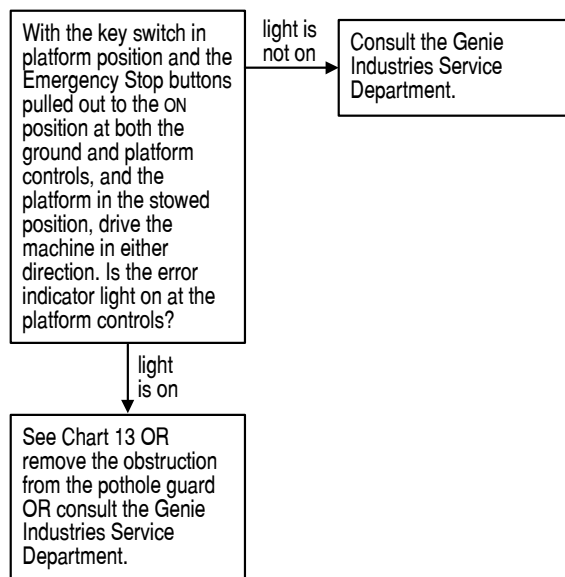 With the key switch in
platform position and the
Emergency Stop buttons
pulled out to the ON
position at both the
ground and platform
controls, and the
platform in the stowed
position, drive the
machine in either
direction. Is the error
indicator light on at the
platform controls?
light is
not on
Consult the Genie
Industries Service
Department.
light
is on
See Chart 13 OR
remove the obstruction
from the pothole guard
OR consult the Genie
Industries Service
Department.